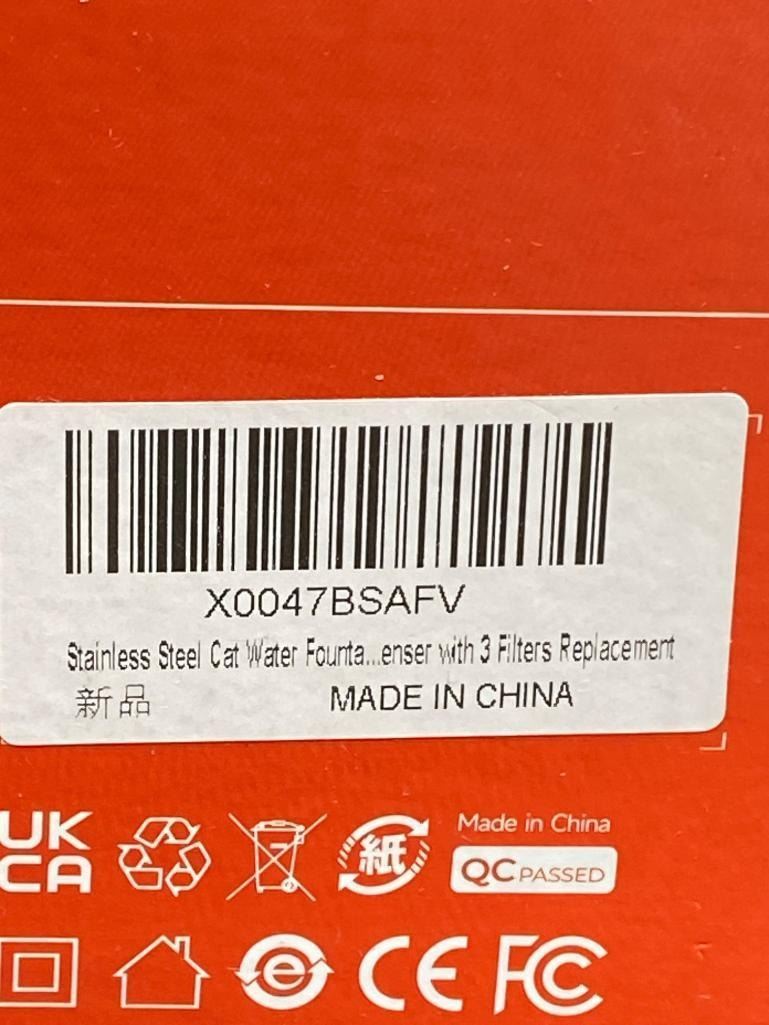 X0047BSAFV
Stainless Steel Cat Water Founta...enser with 3 Filters Replacement
新品 MADE IN CHINA
UK
CA
紙
Made in China
QC PASSED
e
CE FC